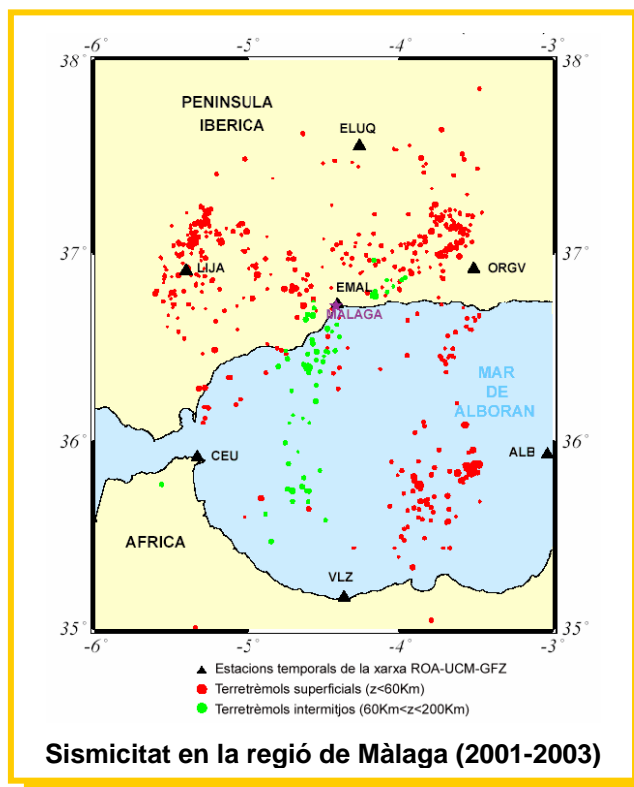 -6° -5° -4° -3°
38° 38°
PENINSULA
IBERICA
ELUQ
37° 37°
LIJA
ORGV
EMAL
MALAGA
MAR
DE
ALBORAN
36° 36°
CEU
ALB
AFRICA
VLZ
35° 35°
-6° -5° -4° -3°
Estacions temporals de la xarxa ROA-UCM-GFZ
Terretrèmols superficials (z<60Km)
Terretrèmols intermitjos (60Km<z<200Km)
Sismicitat en la regió de Màlaga (2001-2003)